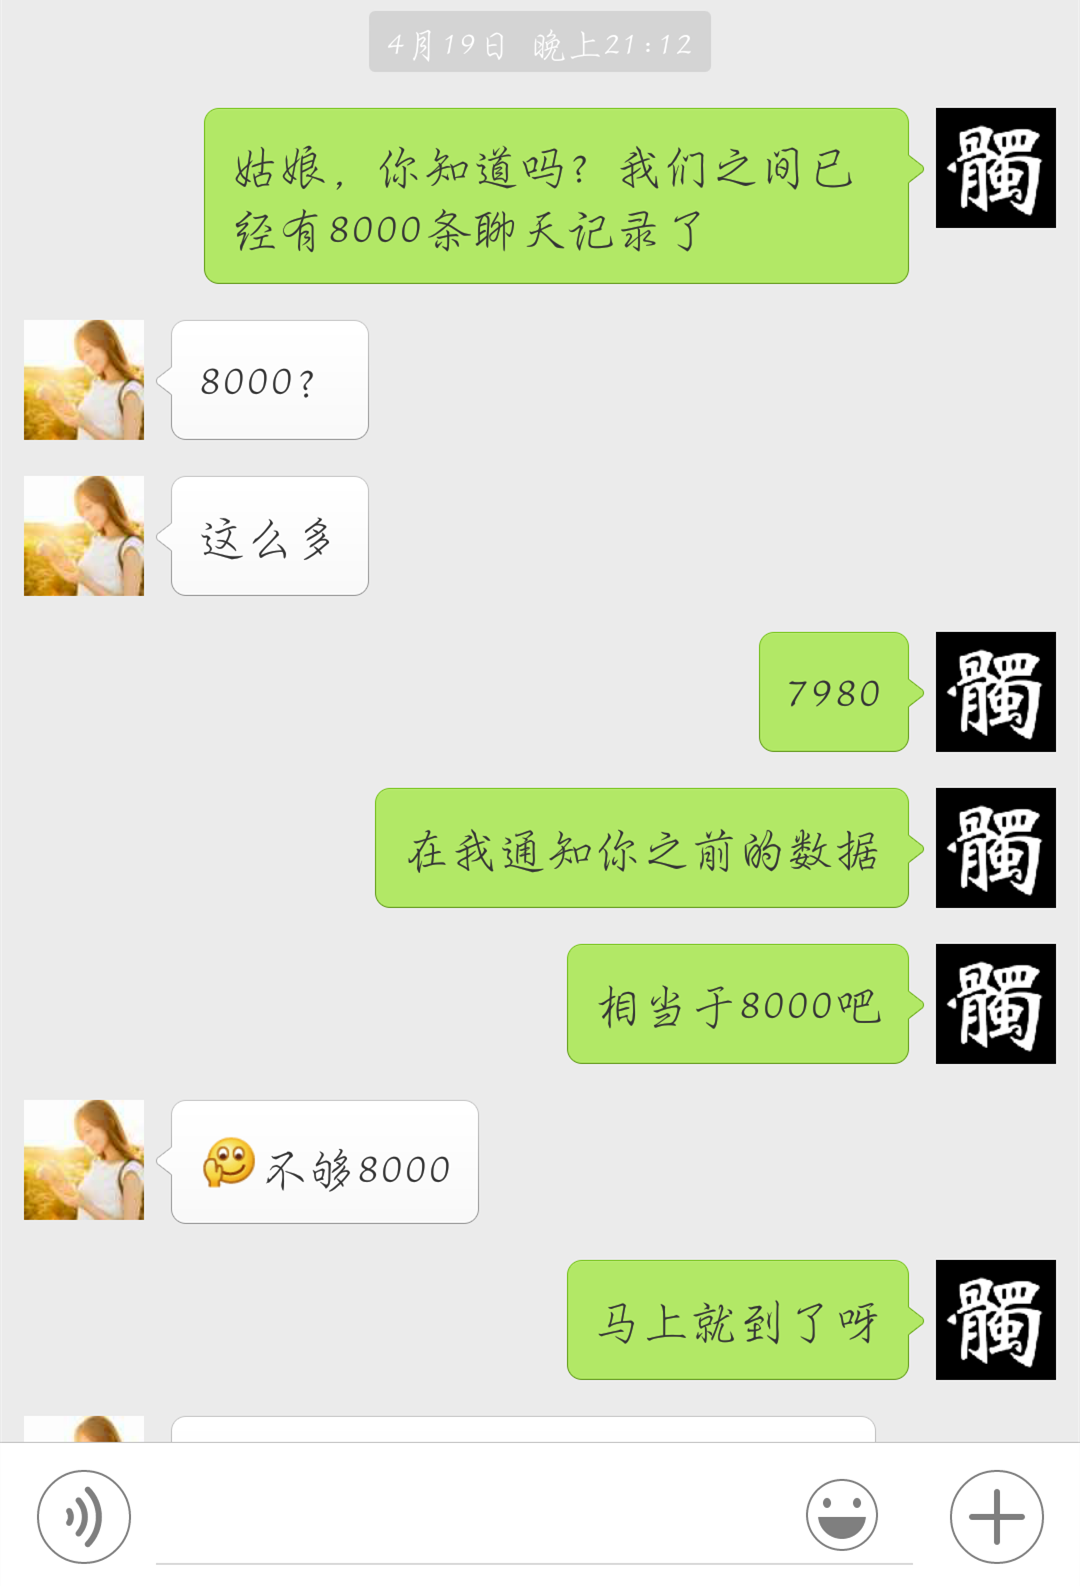 4月19日 晚上21:12
姑娘，你知道吗？我们之间已
经有8000条聊天记录了
髑
8000?
这么多
7980
髑
在我通知你之前的数据
髑
相当于8000吧
髑
不够8000
马上就到了呀
髑